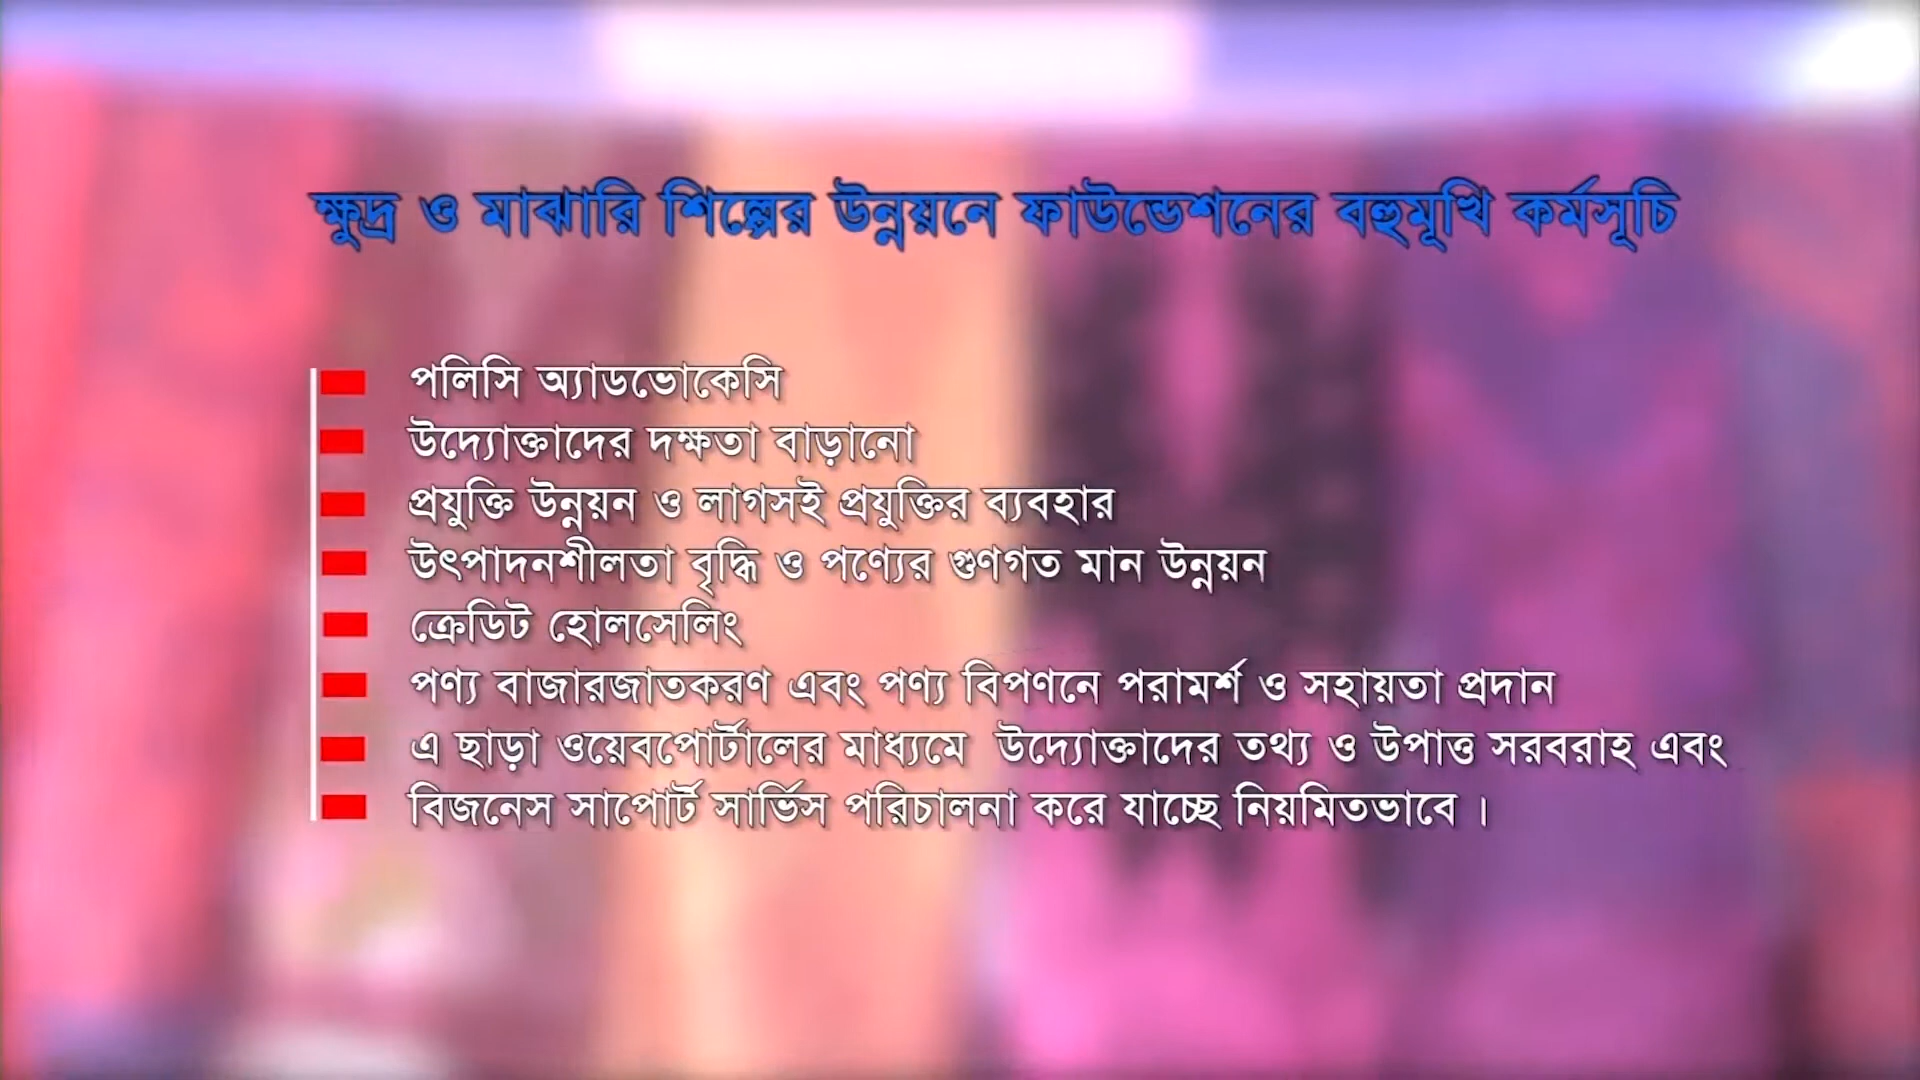 ক্ষুদ্র ও মাঝারি শিল্পের উন্নয়নে ফাউন্ডেশনের বহুমূখি কর্মসূচি
পলিসি অ্যাডভোকেসি
উদ্যোক্তাদের দক্ষতা বাড়ানো
প্রযুক্তি উন্নয়ন ও লাগসই প্রযুক্তির ব্যবহার
উৎপাদনশীলতা বৃদ্ধি ও পণ্যের গুণগত মান উন্নয়ন
ক্রেডিট হোলসেলিং
পণ্য বাজারজাতকরণ এবং পণ্য বিপণনে পরামর্শ ও সহায়তা প্রদান
এ ছাড়া ওয়েবপোর্টালের মাধ্যমে উদ্যোক্তাদের তথ্য ও উপাত্ত সরবরাহ এবং
বিজনেস সাপোর্ট সার্ভিস পরিচালনা করে যাচ্ছে নিয়মিতভাবে ।